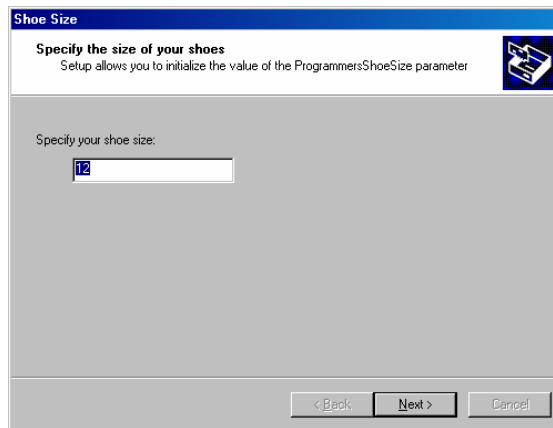 Shoe Size
Specify the size of your shoes
Setup allows you to initialize the value of the ProgrammersShoeSize parameter
Specify your shoe size:
12
< Back Next > Cancel